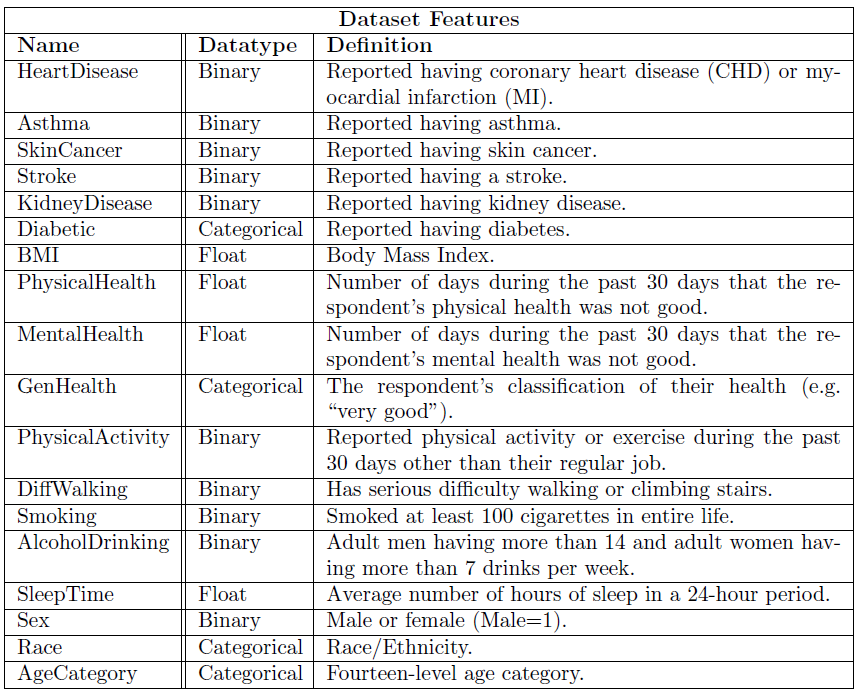 Dataset Features
Name Datatype Definition
HeartDisease Binary Reported having coronary heart disease (CHD) or my-
ocardial infarction (MI).
Asthma Binary Reported having asthma.
SkinCancer Binary Reported having skin cancer.
Stroke Binary Reported having a stroke.
KidneyDisease Binary Reported having kidney disease.
Diabetic Categorical Reported having diabetes.
BMI Float Body Mass Index.
PhysicalHealth Float Number of days during the past 30 days that the re-
spondent's physical health was not good.
MentalHealth Float Number of days during the past 30 days that the re-
spondent's mental health was not good.
GenHealth Categorical The respondent's classification of their health (e.g.
“very good”).
PhysicalActivity Binary Reported physical activity or exercise during the past
30 days other than their regular job.
DiffWalking Binary Has serious difficulty walking or climbing stairs.
Smoking Binary Smoked at least 100 cigarettes in entire life.
AlcoholDrinking Binary Adult men having more than 14 and adult women hav-
ing more than 7 drinks per week.
SleepTime Float Average number of hours of sleep in a 24-hour period.
Sex Binary Male or female (Male=1).
Race Categorical Race/Ethnicity.
AgeCategory Categorical Fourteen-level age category.